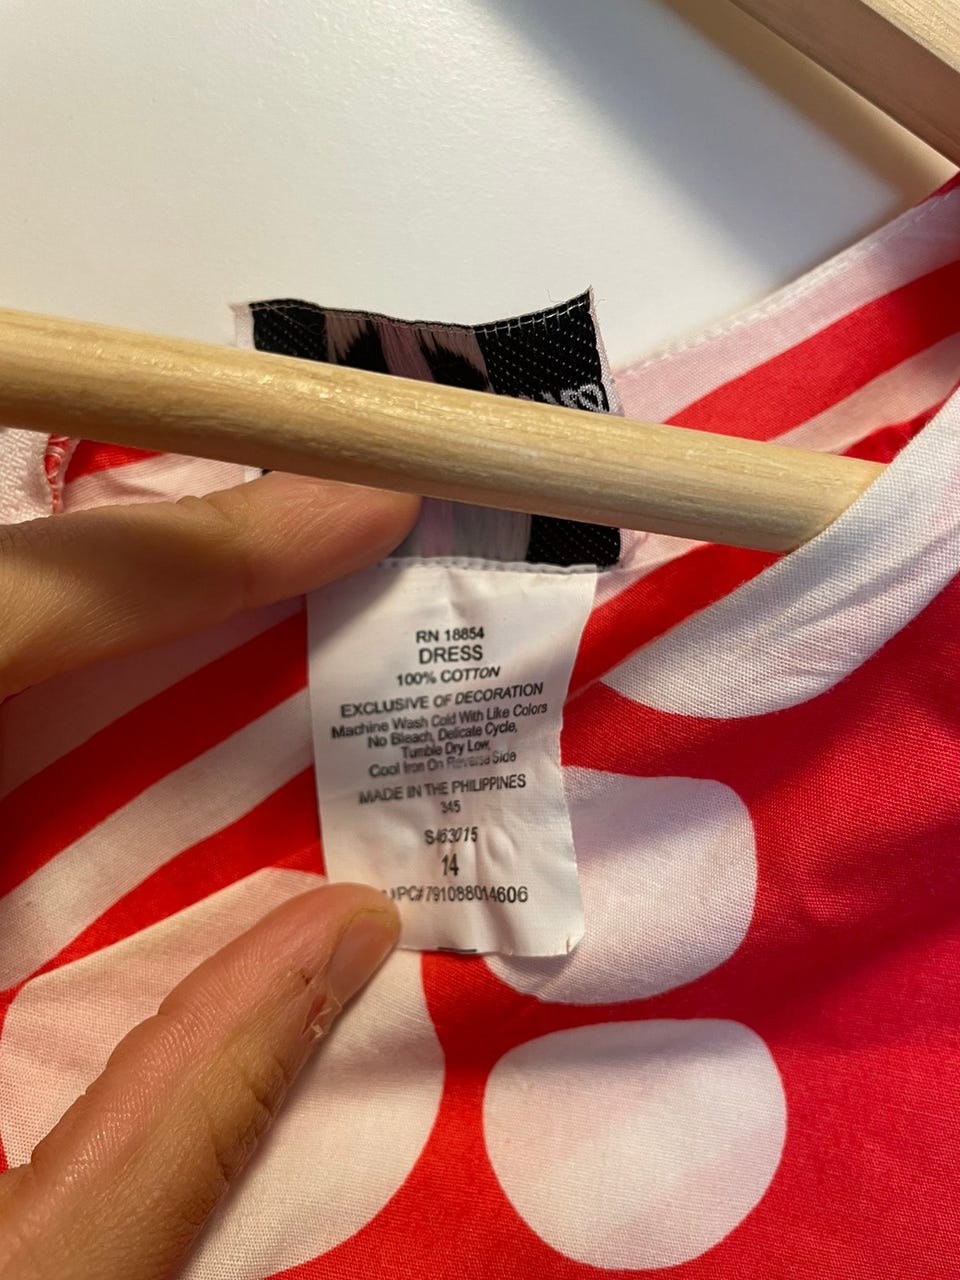 RN 18854
DRESS
100% COTTON
EXCLUSIVE OF DECORATION
Machine Wash Cold With Like Colors
No Bleach, Delicate Cycle,
Tumble Dry Low,
Cool Iron On Reverse Side
MADE IN THE PHILIPPINES
345
S463015
14
UPC#791088014606